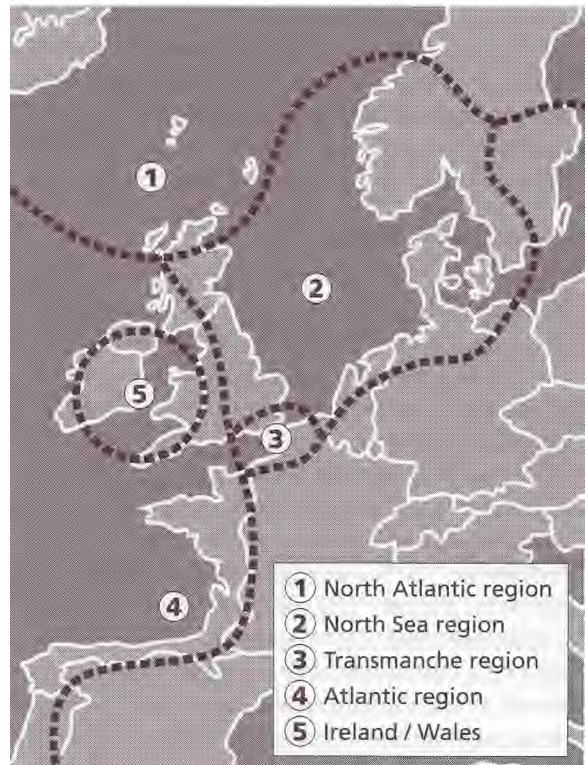 1
2
5
3
4
1 North Atlantic region
2 North Sea region
3 Transmanche region
4 Atlantic region
5 Ireland / Wales